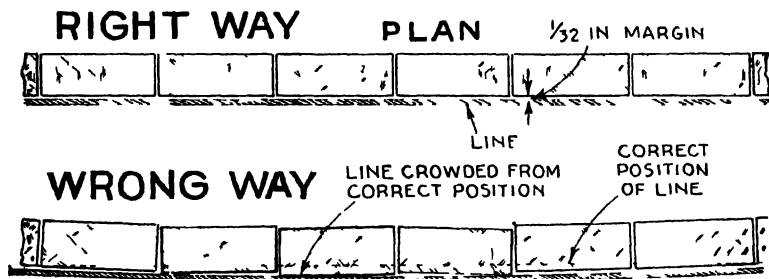 RIGHT WAY
PLAN
1/32 IN MARGIN
LINE
WRONG WAY
LINE CROWDED FROM
CORRECT POSITION
CORRECT
POSITION
OF LINE